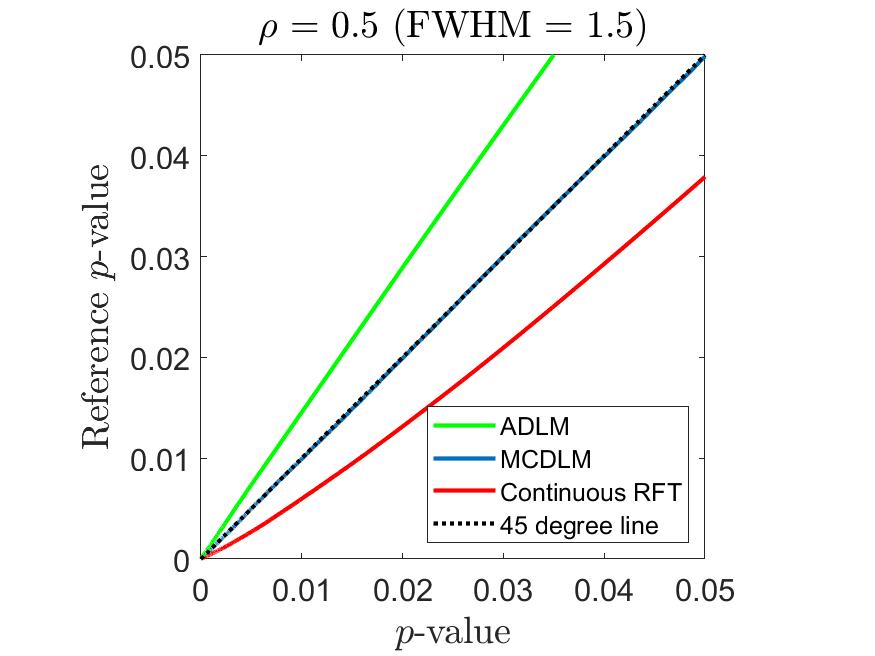 ρ = 0.5 (FWHM = 1.5)
0.05
0.04
0.03
0.02
0.01
0
Reference p-value
ADLM
MCDLM
Continuous RFT
45 degree line
0 0.01 0.02 0.03 0.04 0.05
p-value